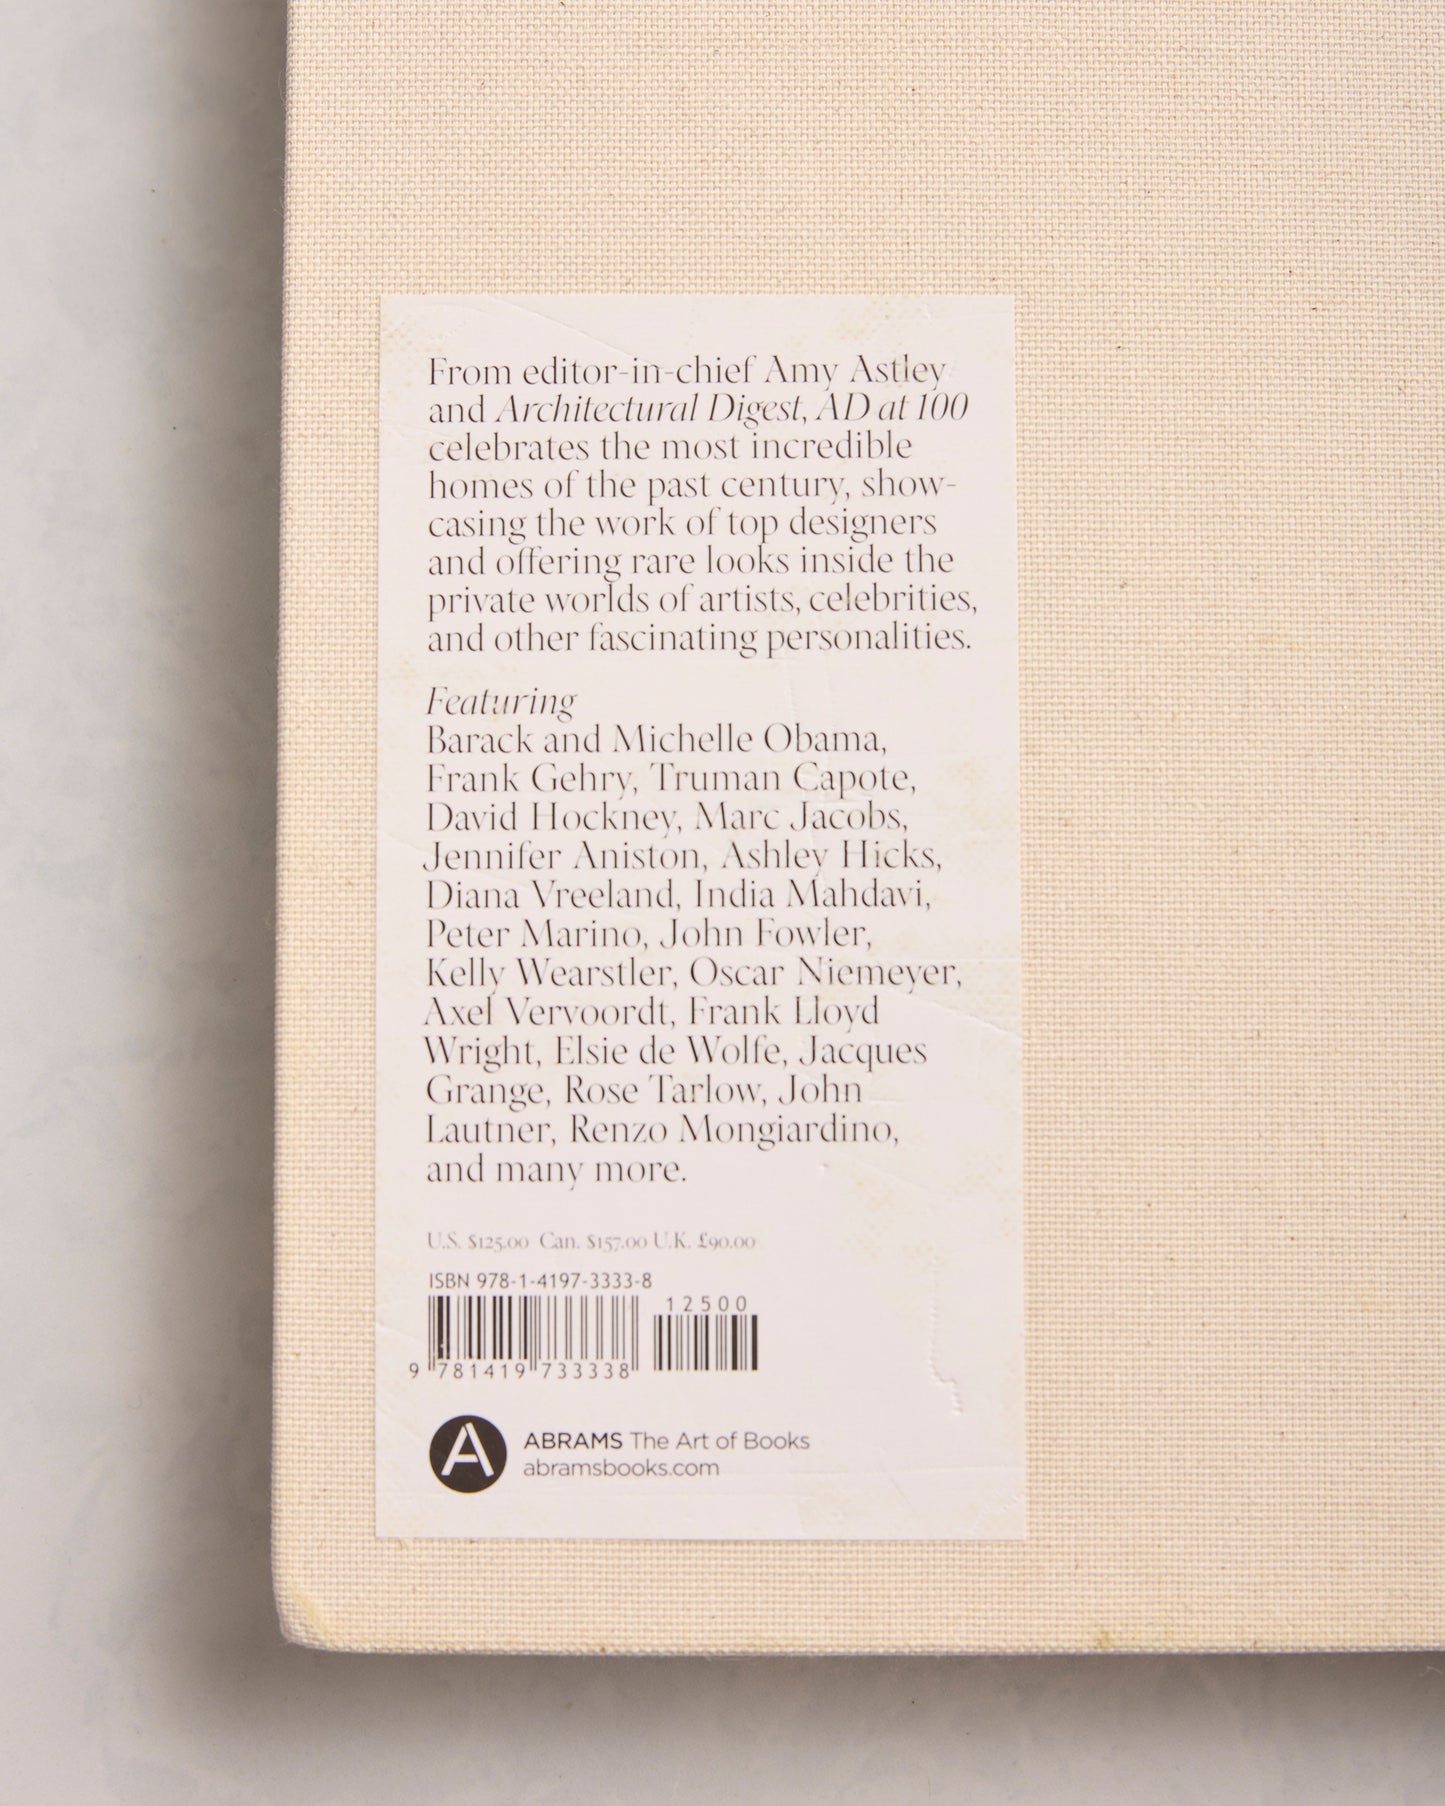 From editor-in-chief Amy Astley
and Architectural Digest, AD at 100
celebrates the most incredible
homes of the past century, show-
casing the work of top designers
and offering rare looks inside the
private worlds of artists, celebrities,
and other fascinating personalities.
Featuring
Barack and Michelle Obama,
Frank Gehry, Truman Capote,
David Hockney, Marc Jacobs,
Jennifer Aniston, Ashley Hicks,
Diana Vreeland, India Mahdavi,
Peter Marino, John Fowler,
Kelly Wearstler, Oscar Niemeyer,
Axel Vervoordt, Frank Lloyd
Wright, Elsie de Wolfe, Jacques
Grange, Rose Tarlow, John
Lautner, Renzo Mongiardino,
and many more.
U.S. $125.00 Can. $157.00 U.K. £90.00
ISBN 978-1-4197-3333-8
12500
9 781419 733338
A
ABRAMS The Art of Books
abramsbooks.com